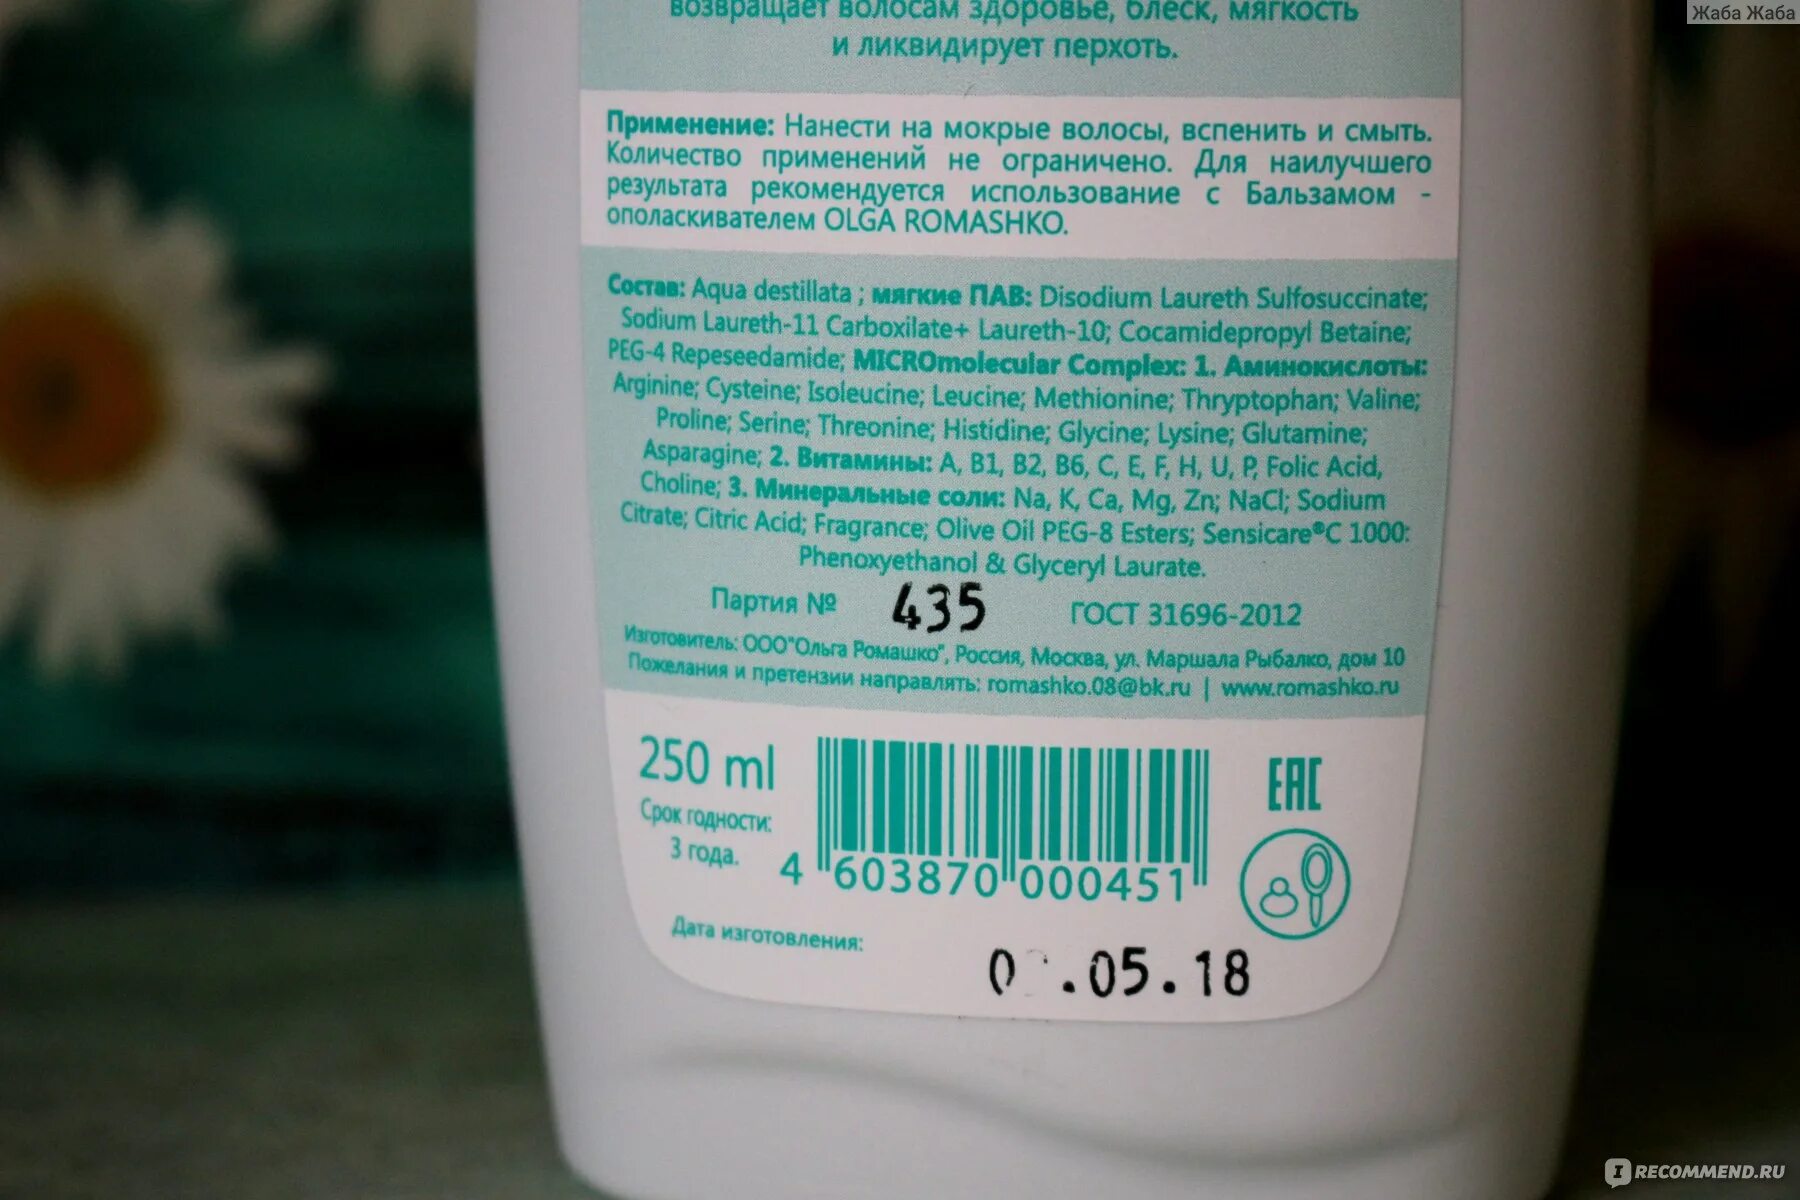 Жаба Жаба
возвращает волосам здоровье, блеск, мягкость
и ликвидирует перхоть.
Применение: Нанести на мокрые волосы, вспенить и смыть.
Количество применений не ограничено. Для наилучшего
результата рекомендуется использование с Бальзамом -
ополаскивателем OLGA ROMASHKO.
Состав: Aqua destillata ; мягкие ПАВ: Disodium Laureth Sulfosuccinate;
Sodium Laureth-11 Carboxilate+ Laureth-10; Cocamidepropyl Betaine;
PEG-4 Repeseedamide; MICROmolecular Complex: 1. Аминокислоты:
Arginine; Cysteine; Isoleucine; Leucine; Methionine; Thryptophan; Valine;
Proline; Serine; Threonine; Histidine; Glycine; Lysine; Glutamine;
Asparagine; 2. Витамины: A, B1, B2, B6, C, E, F, H, U, P, Folic Acid,
Choline; 3. Минеральные соли: Na, K, Ca, Mg, Zn; NaCl; Sodium
Citrate; Citric Acid; Fragrance; Olive Oil PEG-8 Esters; Sensicare®C 1000:
Phenoxyethanol & Glyceryl Laurate.
Партия № 435 ГОСТ 31696-2012
Изготовитель: ООО"Ольга Ромашко", Россия, Москва, ул. Маршала Рыбалко, дом 10
Пожелания и претензии направлять: romashko.08@bk.ru | www.romashko.ru
250 ml
Срок годности:
3 года.
4 603870 000451
EAC
Дата изготовления:
.05.18
IRECOMMEND.RU